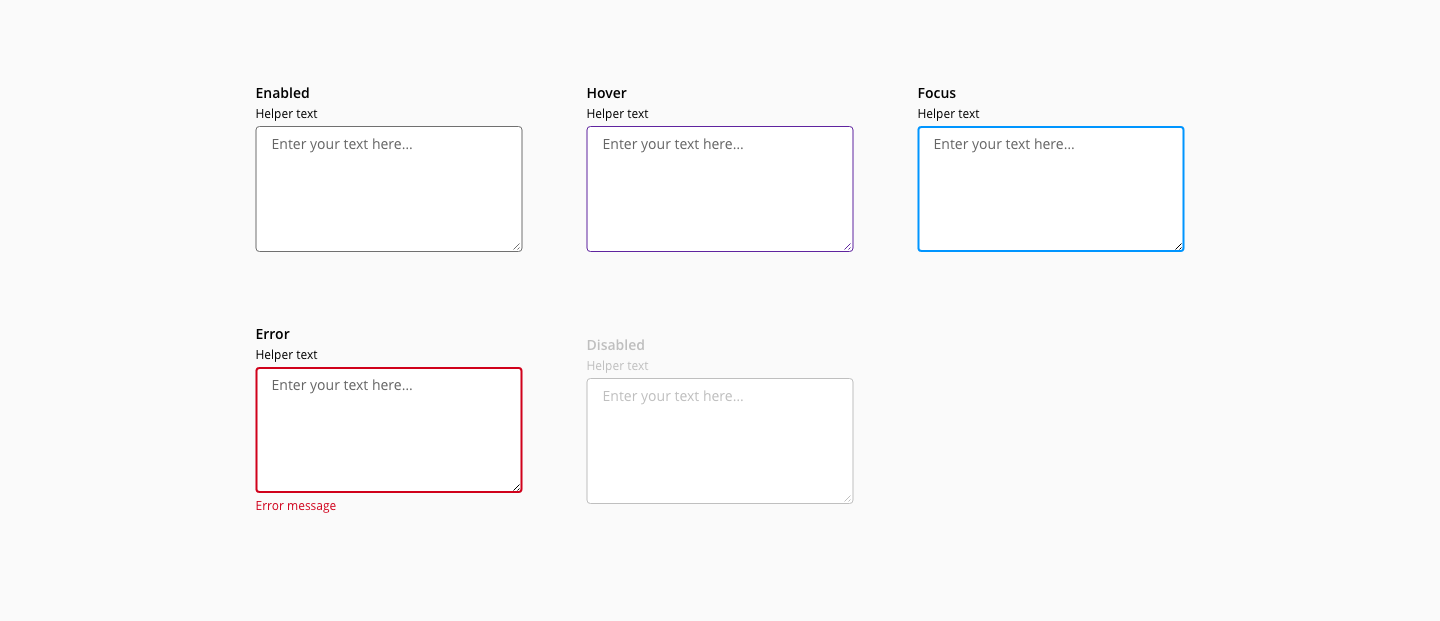 Enabled
Helper text
Enter your text here...
Hover
Helper text
Enter your text here...
Focus
Helper text
Enter your text here...
Error
Helper text
Enter your text here...
Error message
Disabled
Helper text
Enter your text here...